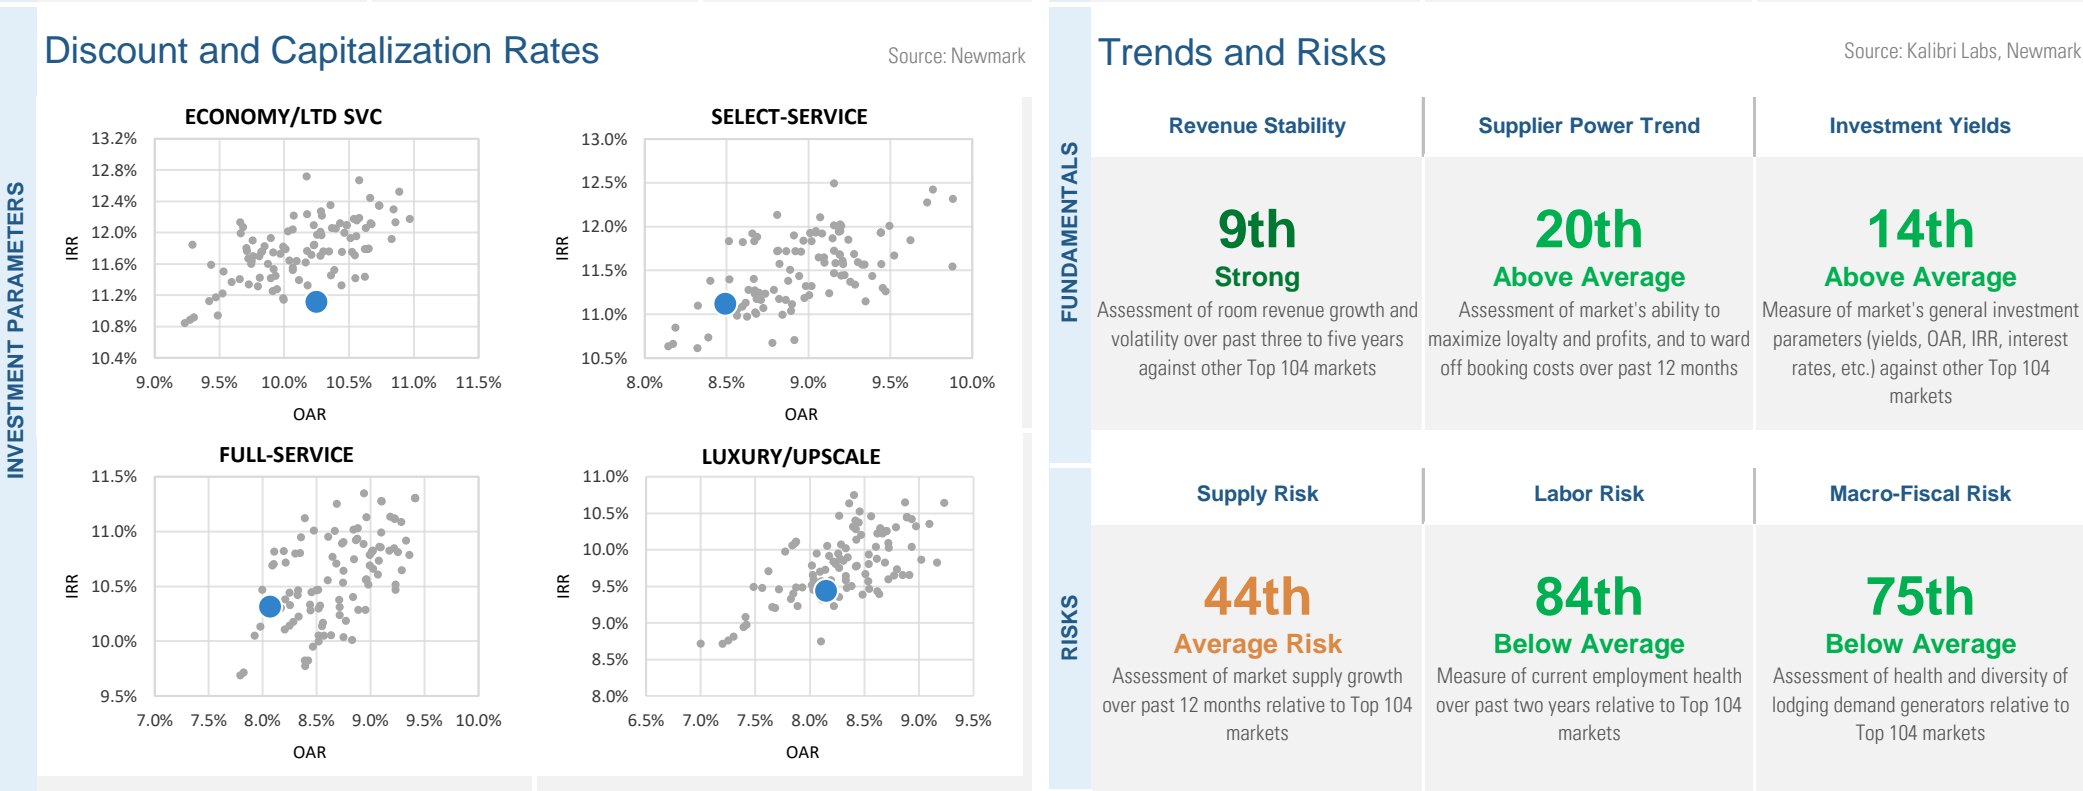 INVESTMENT PARAMETERS
Discount and Capitalization Rates
Source: Newmark
ECONOMY/LTD SVC
13.2%
12.8%
12.4%
12.0%
11.6%
11.2%
10.8%
10.4%
IRR
9.0% 9.5% 10.0% 10.5% 11.0% 11.5%
OAR
SELECT-SERVICE
13.0%
12.5%
12.0%
11.5%
11.0%
10.5%
IRR
8.0% 8.5% 9.0% 9.5% 10.0%
OAR
FULL-SERVICE
11.5%
11.0%
10.5%
10.0%
9.5%
IRR
7.0% 7.5% 8.0% 8.5% 9.0% 9.5% 10.0%
OAR
LUXURY/UPSCALE
11.0%
10.5%
10.0%
9.5%
9.0%
8.5%
8.0%
IRR
6.5% 7.0% 7.5% 8.0% 8.5% 9.0% 9.5%
OAR
Trends and Risks
Source: Kalibri Labs, Newmark
FUNDAMENTALS
Revenue Stability
9th
Strong
Assessment of room revenue growth and
volatility over past three to five years
against other Top 104 markets
Supplier Power Trend
20th
Above Average
Assessment of market's ability to
maximize loyalty and profits, and to ward
off booking costs over past 12 months
Investment Yields
14th
Above Average
Measure of market's general investment
parameters (yields, OAR, IRR, interest
rates, etc.) against other Top 104
markets
RISKS
Supply Risk
44th
Average Risk
Assessment of market supply growth
over past 12 months relative to Top 104
markets
Labor Risk
84th
Below Average
Measure of current employment health
over past two years relative to Top 104
markets
Macro-Fiscal Risk
75th
Below Average
Assessment of health and diversity of
lodging demand generators relative to
Top 104 markets